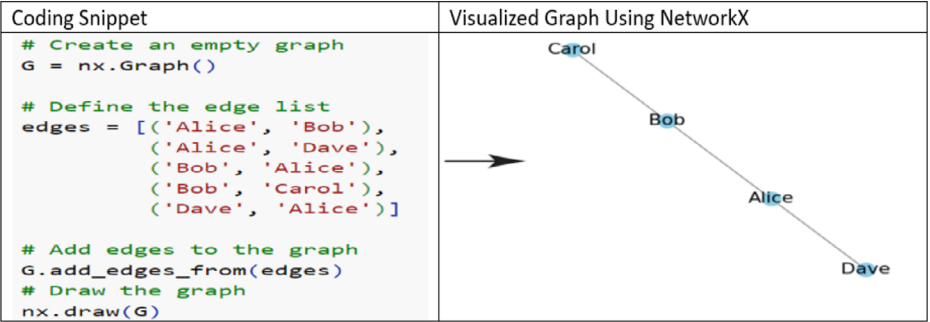 Coding Snippet
# Create an empty graph
G = nx.Graph()
# Define the edge list
edges = [('Alice', 'Bob'),
('Alice', 'Dave'),
('Bob', 'Alice'),
('Bob', 'Carol'),
('Dave', 'Alice')]
# Add edges to the graph
G.add_edges_from(edges)
# Draw the graph
nx.draw(G)
Visualized Graph Using NetworkX
Carol
Bob
Alice
Dave